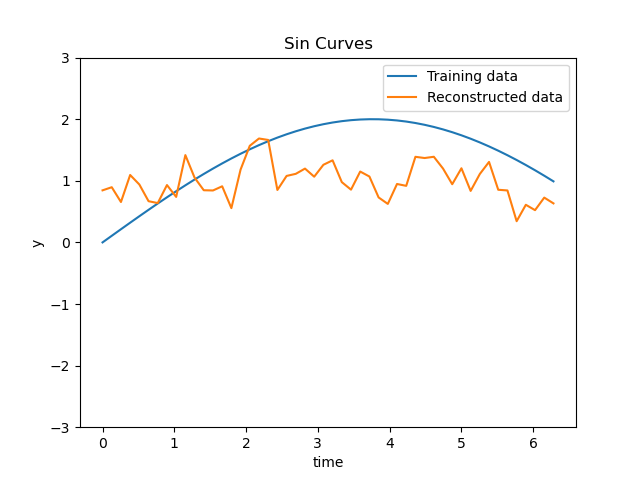 Sin Curves
Training data
Reconstructed data
3
2
1
0
−1
−2
−3
y
0 1 2 3 4 5 6
time